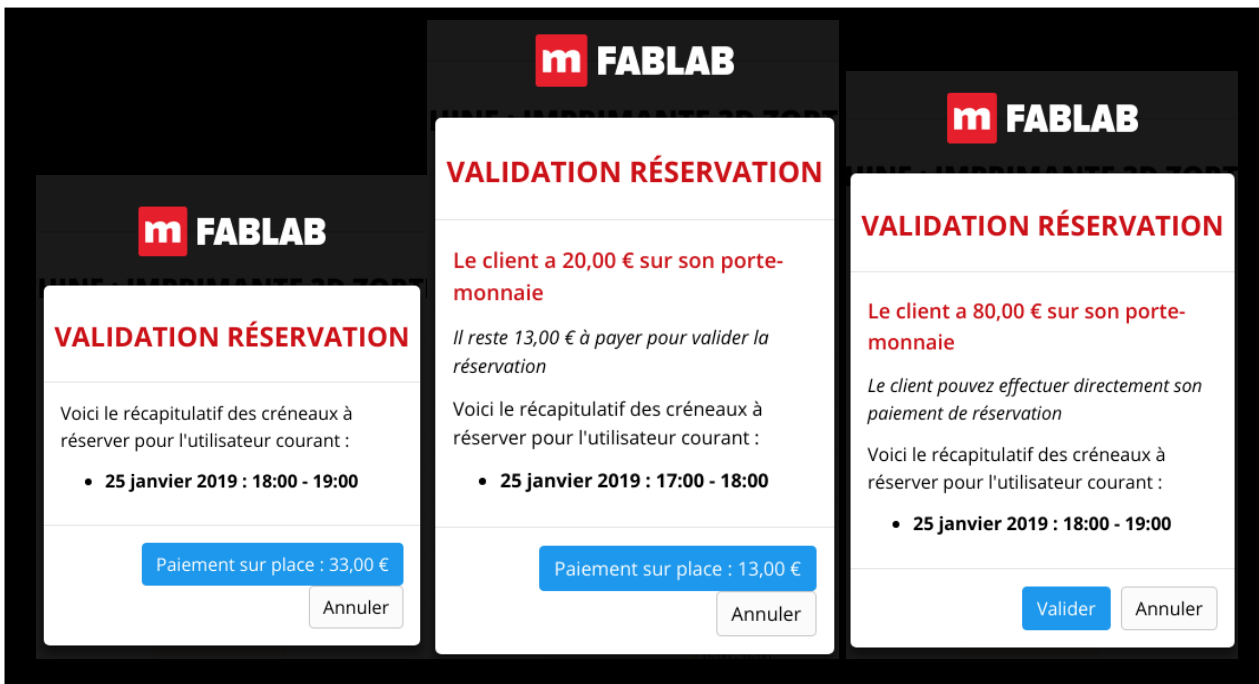 m FABLAB
VALIDATION RÉSERVATION
Voici le récapitulatif des créneaux à
réserver pour l'utilisateur courant :
• 25 janvier 2019 : 18:00 - 19:00
Paiement sur place : 33,00 €
Annuler
m FABLAB
VALIDATION RÉSERVATION
Le client a 20,00 € sur son porte-
monnaie
Il reste 13,00 € à payer pour valider la
réservation
Voici le récapitulatif des créneaux à
réserver pour l'utilisateur courant :
• 25 janvier 2019 : 17:00 - 18:00
Paiement sur place : 13,00 €
Annuler
m FABLAB
VALIDATION RÉSERVATION
Le client a 80,00 € sur son porte-
monnaie
Le client pouvez effectuer directement son
paiement de réservation
Voici le récapitulatif des créneaux à
réserver pour l'utilisateur courant :
• 25 janvier 2019 : 18:00 - 19:00
Valider
Annuler